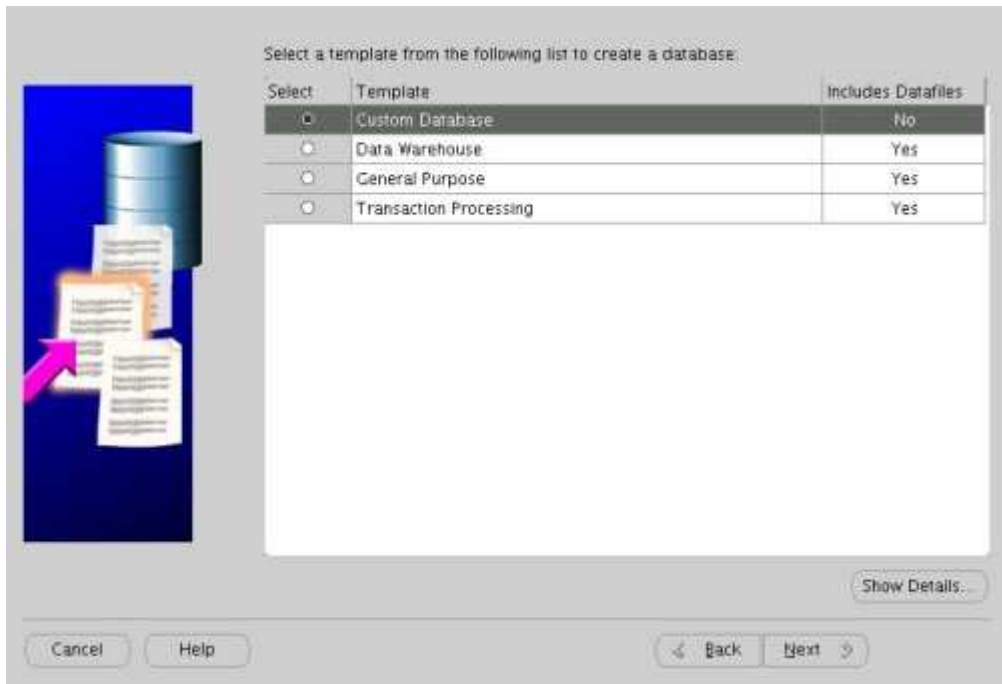 Select a template from the following list to create a database:
Select Template Includes Datafiles
Custom Database No
Data Warehouse Yes
General Purpose Yes
Transaction Processing Yes
Show Details...
Cancel Help Back Next